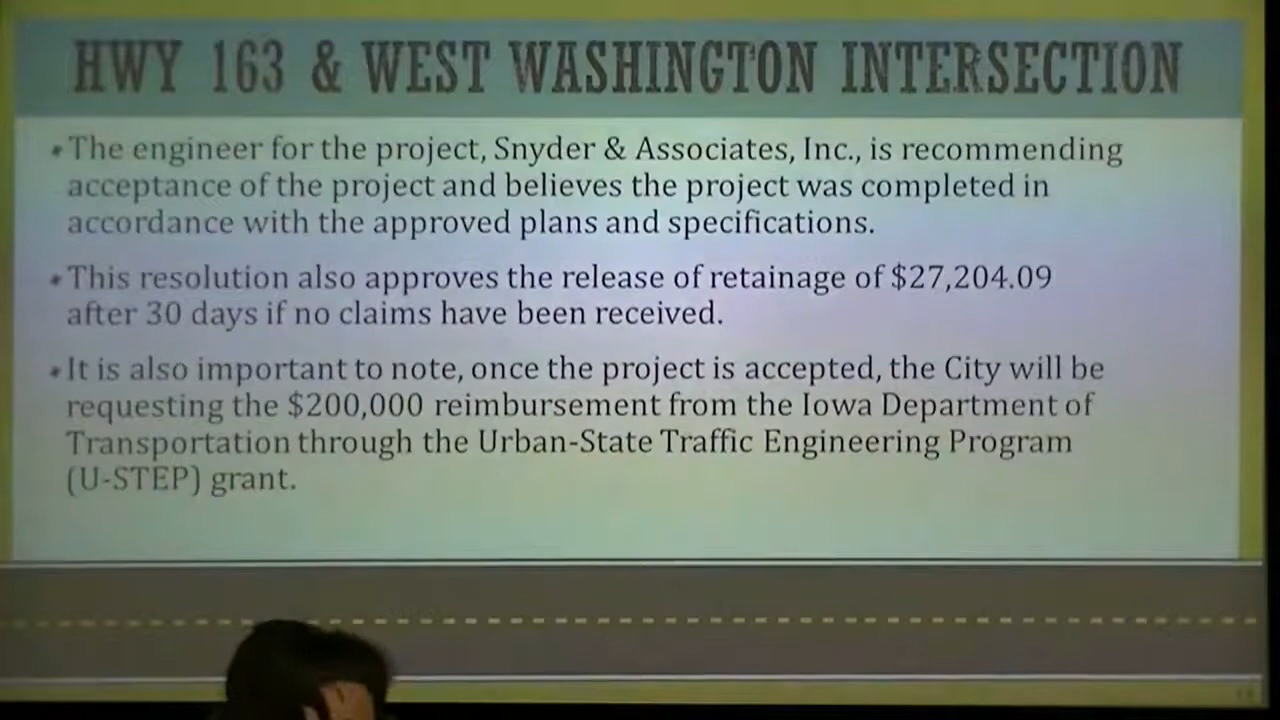 HWY 163 & WEST WASHINGTON INTERSECTION
• The engineer for the project, Snyder & Associates, Inc., is recommending
acceptance of the project and believes the project was completed in
accordance with the approved plans and specifications.
• This resolution also approves the release of retainage of $27,204.09
after 30 days if no claims have been received.
• It is also important to note, once the project is accepted, the City will be
requesting the $200,000 reimbursement from the Iowa Department of
Transportation through the Urban-State Traffic Engineering Program
(U-STEP) grant.